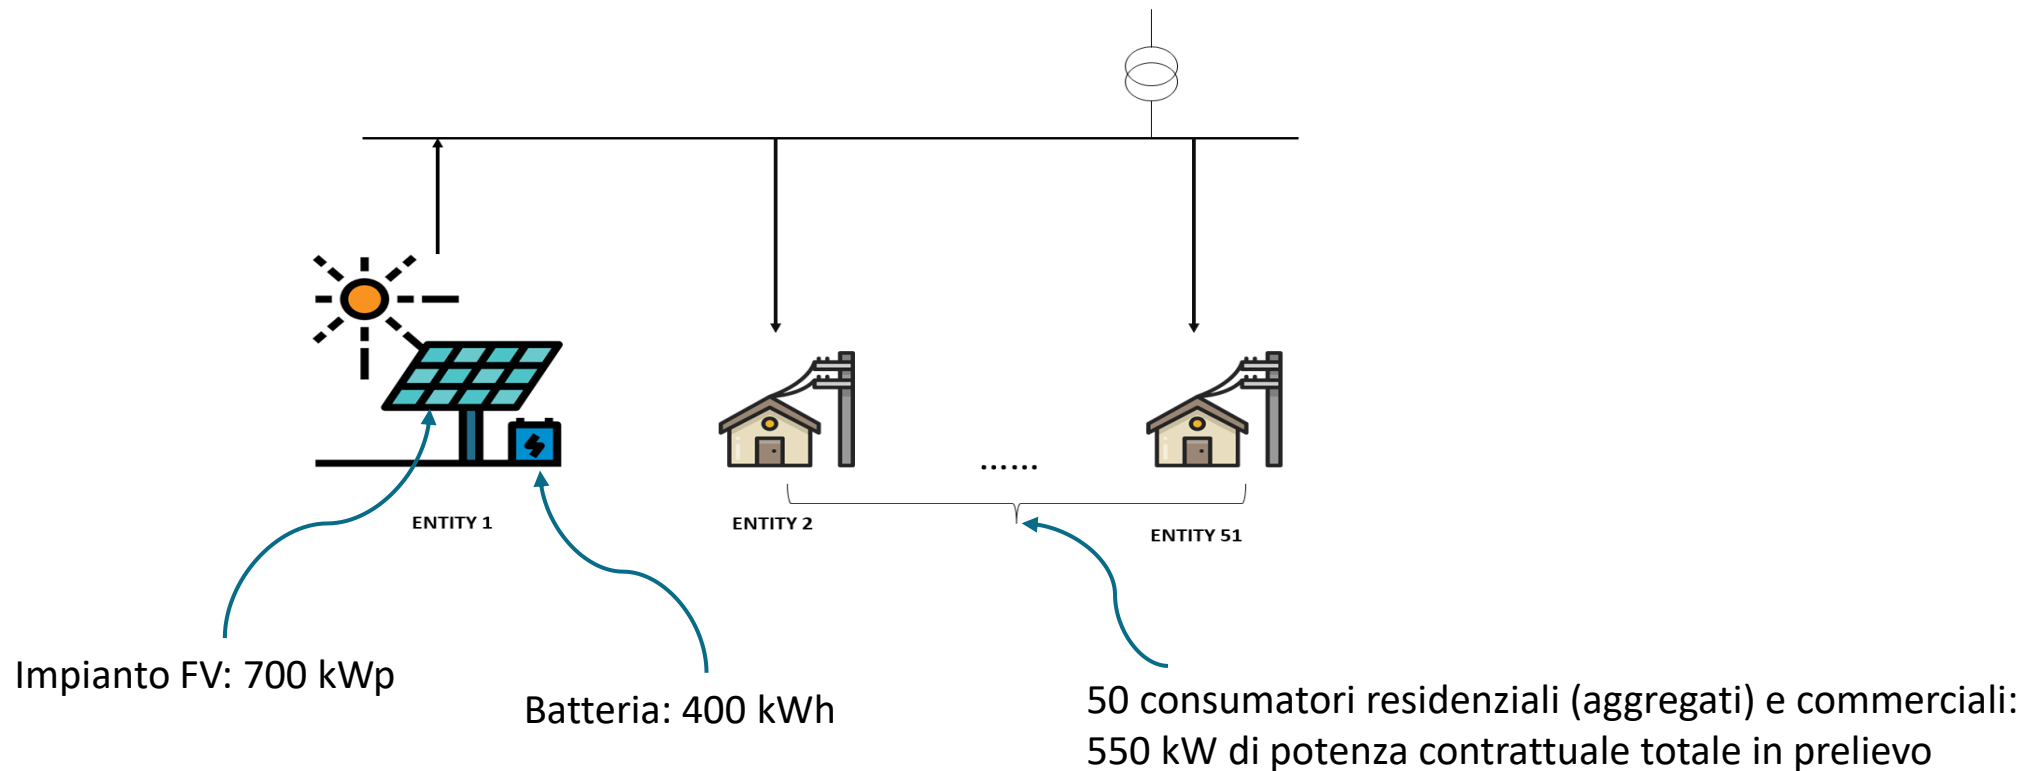 ......
ENTITY 1
ENTITY 2
ENTITY 51
Impianto FV: 700 kWp
Batteria: 400 kWh
50 consumatori residenziali (aggregati) e commerciali:
550 kW di potenza contrattuale totale in prelievo